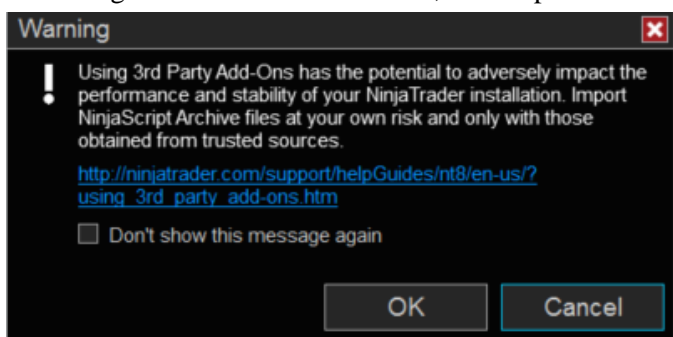 Warning
Using 3rd Party Add-Ons has the potential to adversely impact the
performance and stability of your NinjaTrader installation. Import
NinjaScript Archive files at your own risk and only with those
obtained from trusted sources.
http://ninjatrader.com/support/helpGuides/nt8/en-us/?
using_3rd_party_add-ons.htm
Don't show this message again
OK Cancel